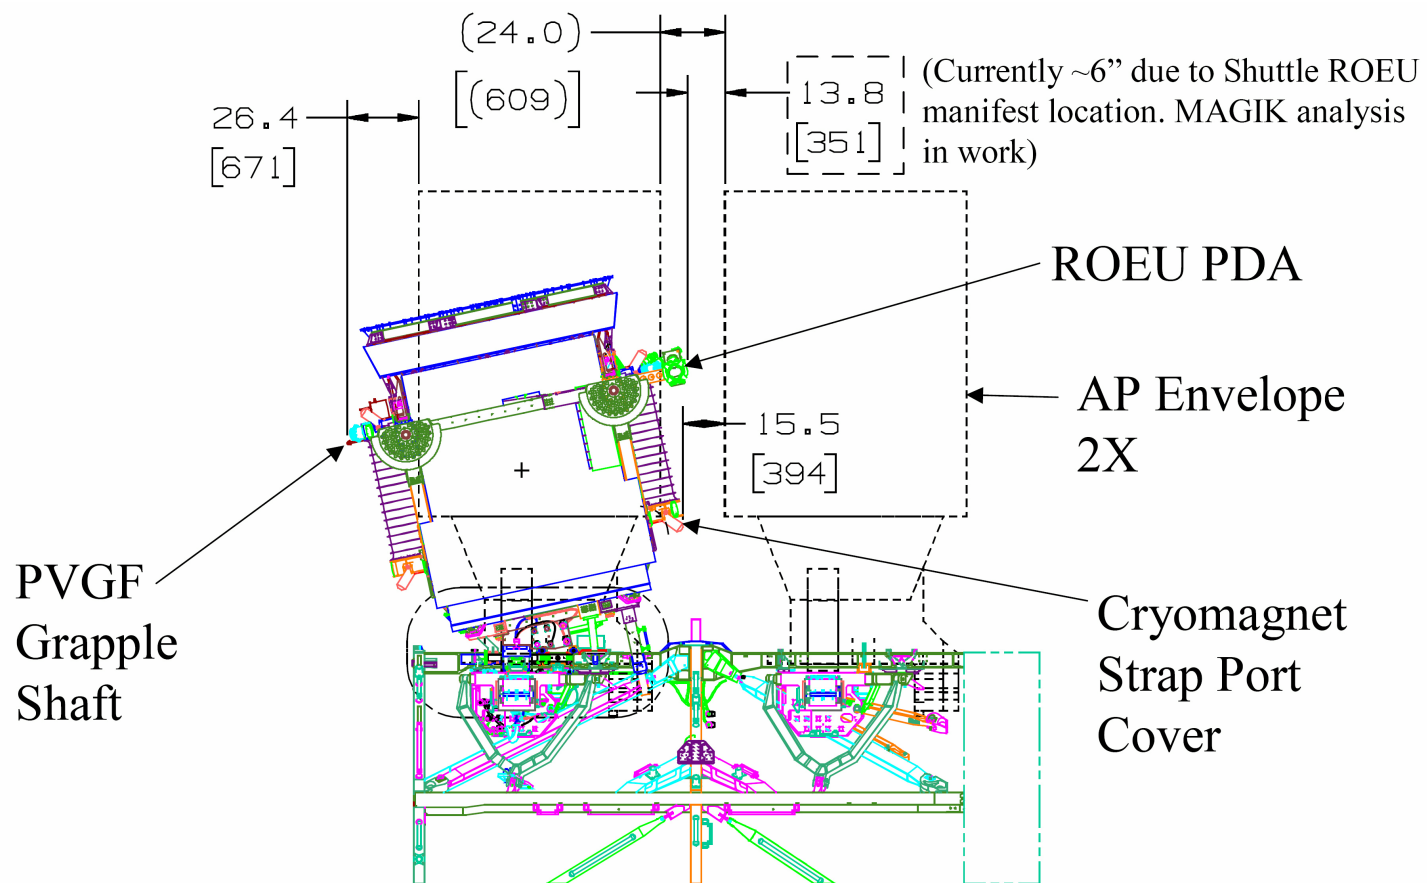 (24.0)
[(609)]
26.4
[671]
13.8
[351]
(Currently ~6” due to Shuttle ROEU
manifest location. MAGIK analysis
in work)
ROEU PDA
AP Envelope
2X
15.5
[394]
PVGF
Grapple
Shaft
Cryomagnet
Strap Port
Cover